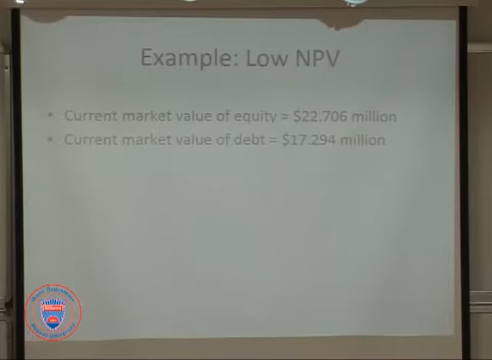 Example: Low NPV
• Current market value of equity = $22.706 million
• Current market value of debt = $17.294 million